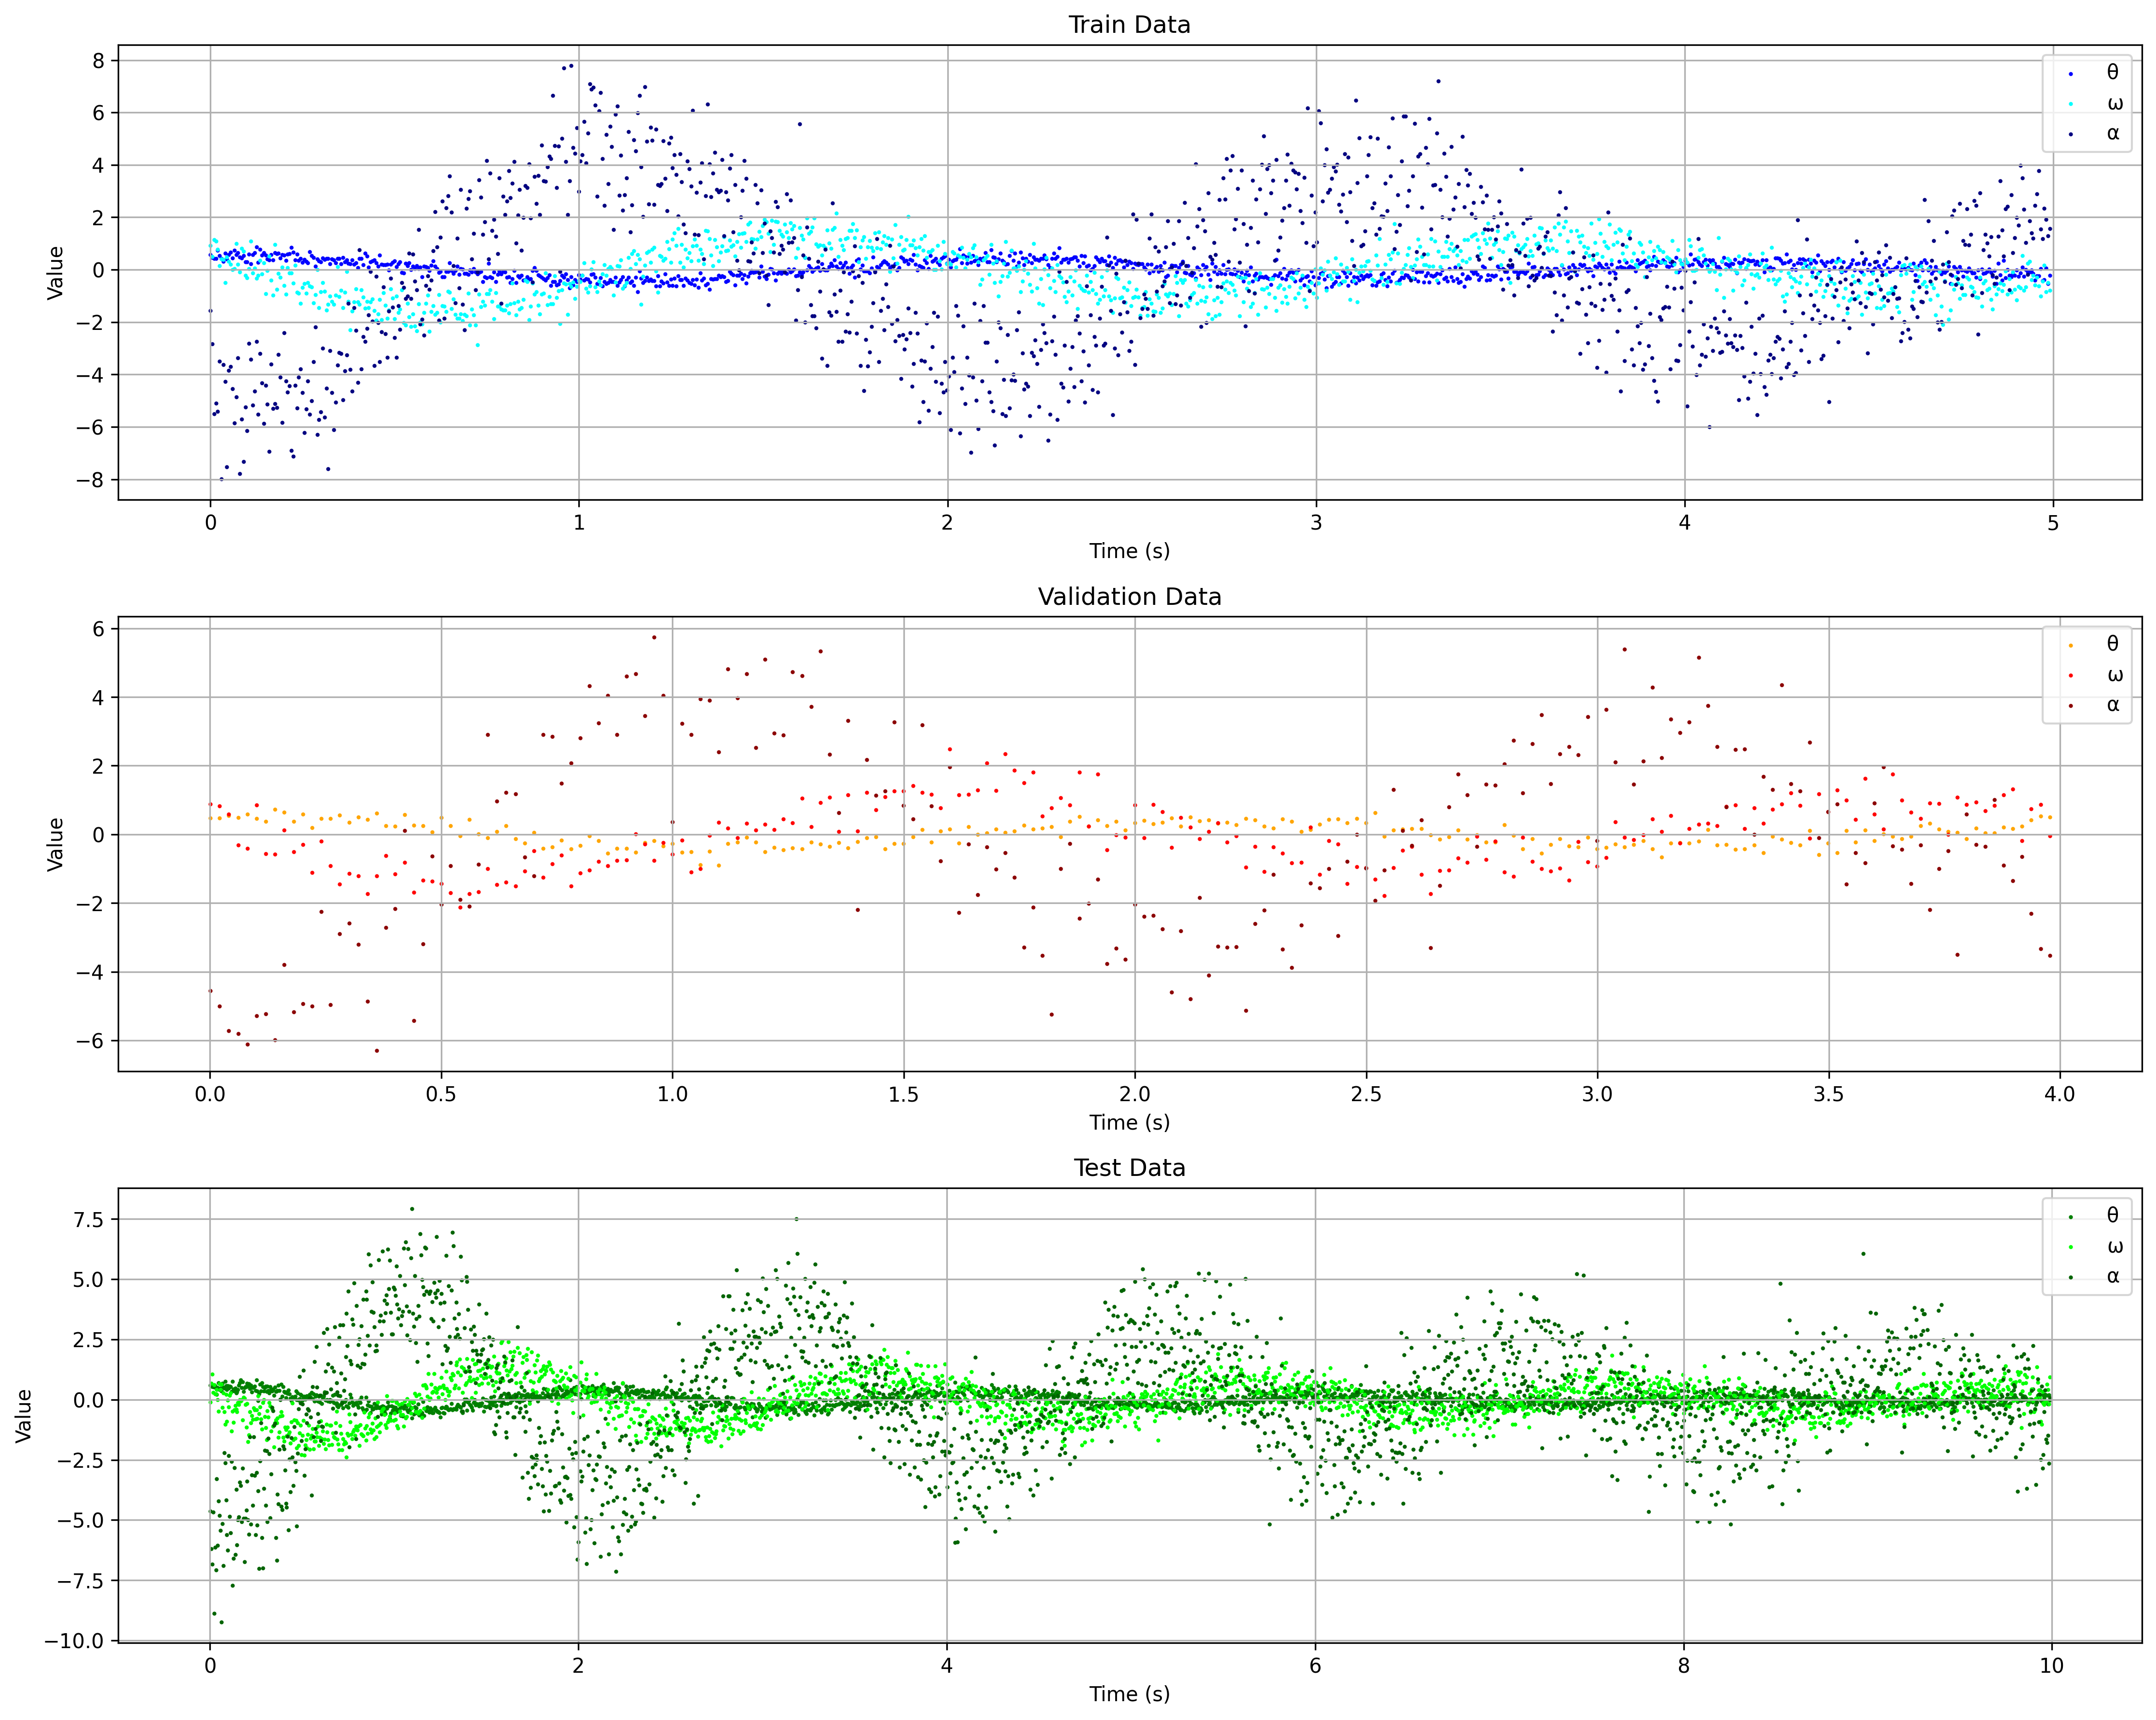 Train Data
Value
8
6
4
2
0
−2
−4
−6
−8
θ
ω
α
0 1 2 3 4 5
Time (s)
Validation Data
Value
6
4
2
0
−2
−4
−6
θ
ω
α
0.0 0.5 1.0 1.5 2.0 2.5 3.0 3.5 4.0
Time (s)
Test Data
Value
7.5
5.0
2.5
0.0
−2.5
−5.0
−7.5
−10.0
θ
ω
α
0 2 4 6 8 10
Time (s)